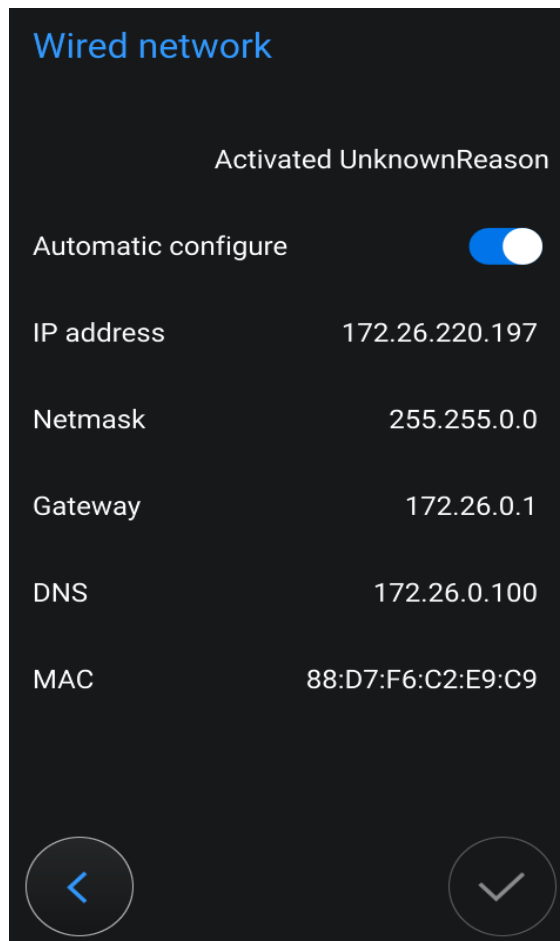 Wired network
Activated UnknownReason
Automatic configure
IP address 172.26.220.197
Netmask 255.255.0.0
Gateway 172.26.0.1
DNS 172.26.0.100
MAC 88:D7:F6:C2:E9:C9